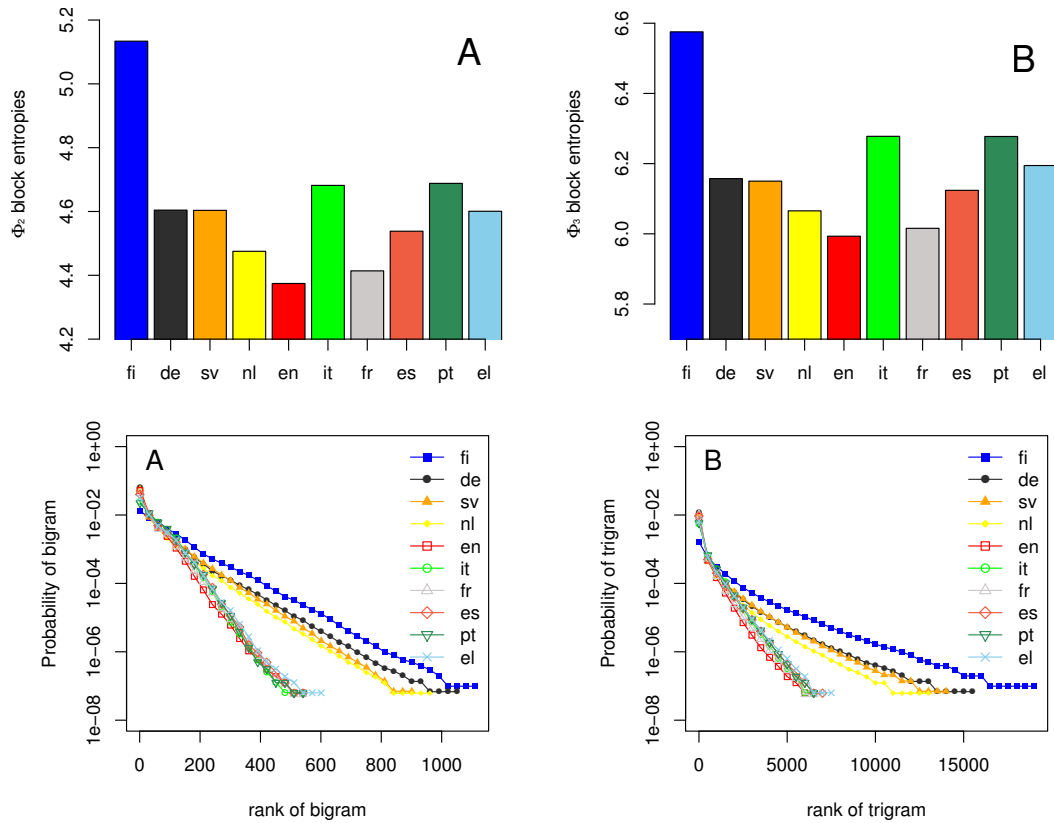 A
Φ₂ block entropies
5.2
5.0
4.8
4.6
4.4
4.2
fi de sv nl en it fr es pt el
B
Φ₃ block entropies
6.6
6.4
6.2
6.0
5.8
fi de sv nl en it fr es pt el
A
Probability of bigram
1e+00
1e−02
1e−04
1e−06
1e−08
0 200 400 600 800 1000
rank of bigram
fi
de
sv
nl
en
it
fr
es
pt
el
B
Probability of trigram
1e+00
1e−02
1e−04
1e−06
1e−08
0 5000 10000 15000
rank of trigram
fi
de
sv
nl
en
it
fr
es
pt
el